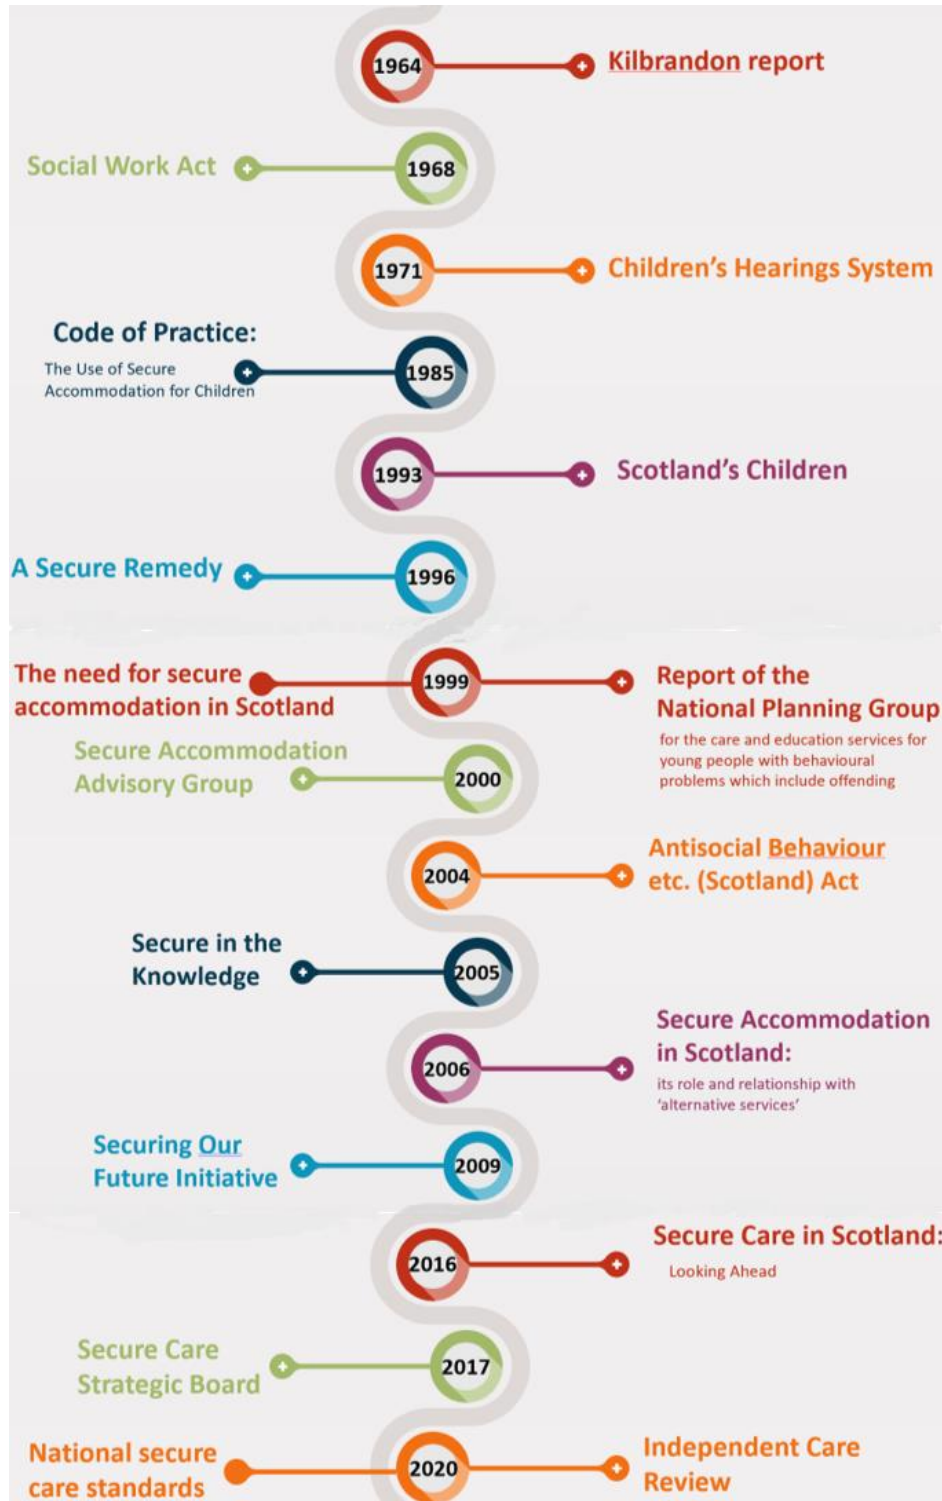 1964
Kilbrandon report
Social Work Act
1968
1971
Children's Hearings System
Code of Practice:
The Use of Secure
Accommodation for Children
1985
1993
Scotland's Children
A Secure Remedy
1996
The need for secure
accommodation in Scotland
1999
Report of the
National Planning Group
for the care and education services for
young people with behavioural
problems which include offending
Secure Accommodation
Advisory Group
2000
2004
Antisocial Behaviour
etc. (Scotland) Act
Secure in the
Knowledge
2005
2006
Secure Accommodation
in Scotland:
its role and relationship with
'alternative services'
Securing Our
Future Initiative
2009
2016
Secure Care in Scotland:
Looking Ahead
Secure Care
Strategic Board
2017
National secure
care standards
2020
Independent Care
Review